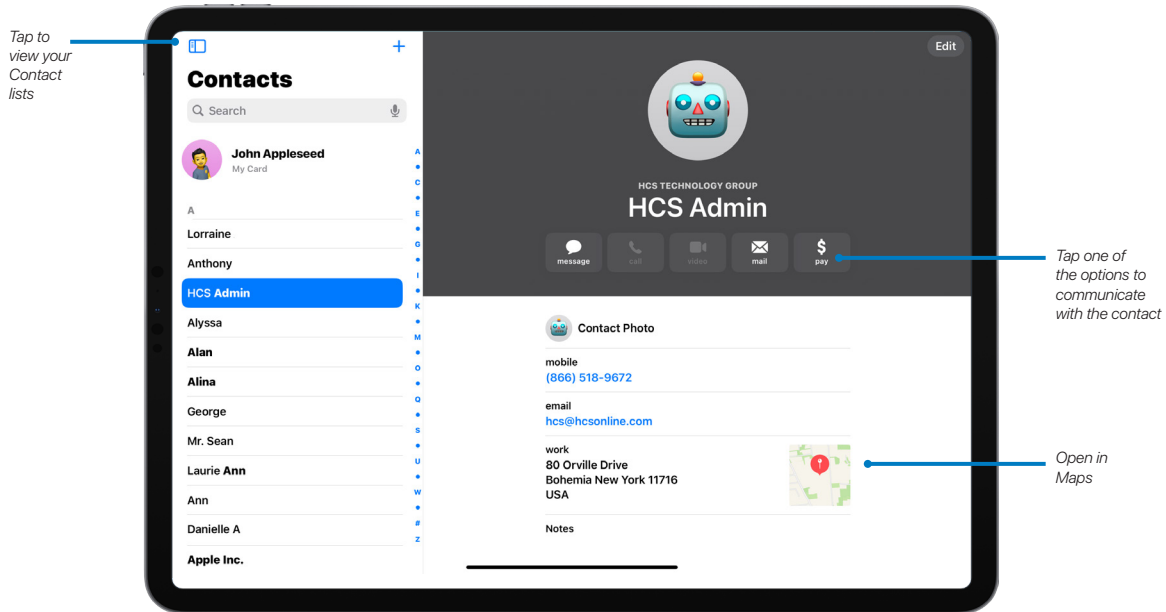 Tap to
view your
Contact
lists
Contacts
Search
John Appleseed
My Card
A
Lorraine
Anthony
HCS Admin
Alyssa
Alan
Alina
George
Mr. Sean
Laurie Ann
Ann
Danielle A
Apple Inc.
A
C
E
G
I
K
M
O
Q
S
U
W
#
Z
Edit
HCS TECHNOLOGY GROUP
HCS Admin
message
call
video
mail
$
pay
Contact Photo
mobile
(866) 518-9672
email
hcs@hcsonline.com
work
80 Orville Drive
Bohemia New York 11716
USA
Notes
Tap one of
the options to
communicate
with the contact
Open in
Maps